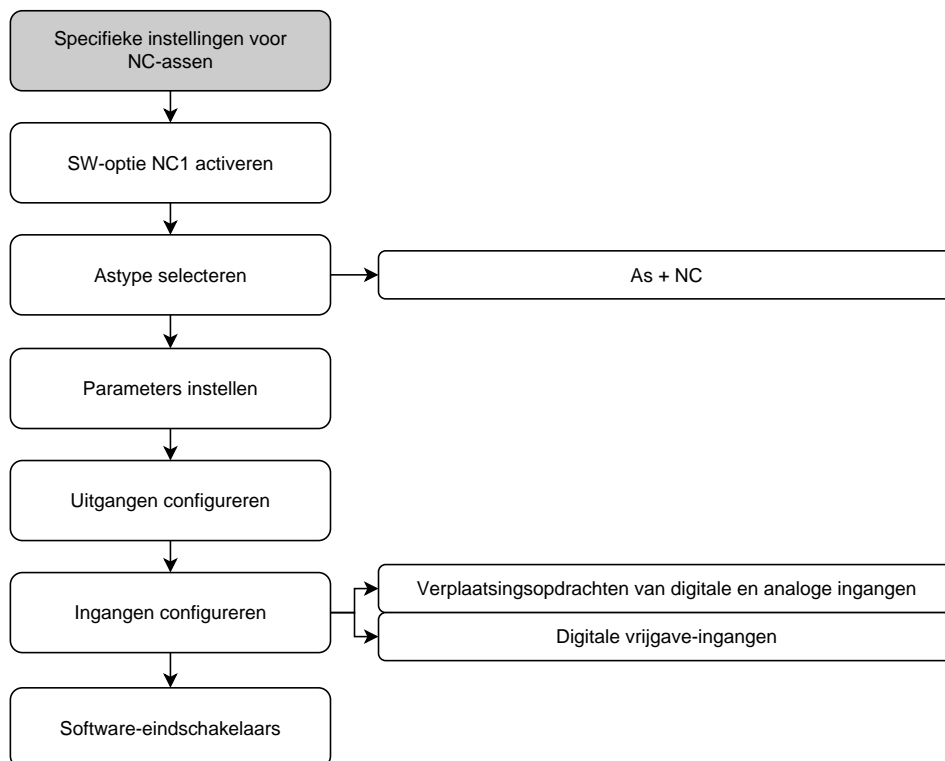 Specifieke instellingen voor
NC-assen
SW-optie NC1 activeren
Astype selecteren
As + NC
Parameters instellen
Uitgangen configureren
Ingangen configureren
Verplaatsingsopdrachten van digitale en analoge ingangen
Digitale vrijgave-ingangen
Software-eindschakelaars